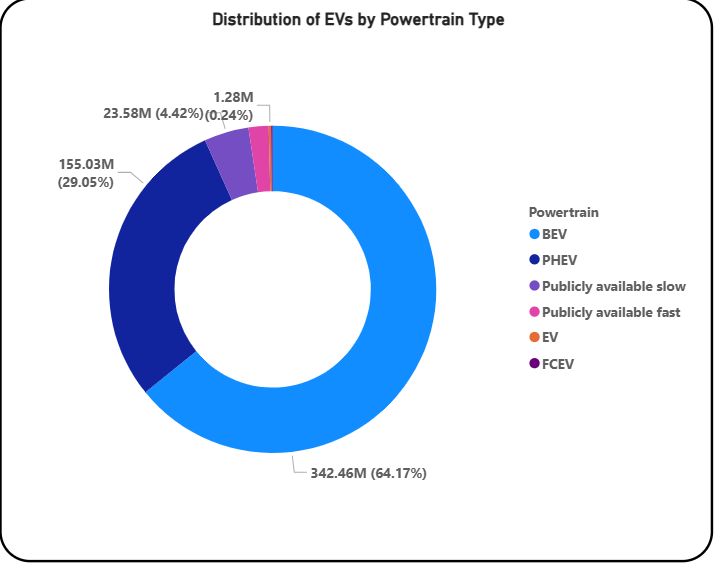 Distribution of EVs by Powertrain Type
1.28M
(0.24%)
23.58M (4.42%)
155.03M
(29.05%)
342.46M (64.17%)
Powertrain
BEV
PHEV
Publicly available slow
Publicly available fast
EV
FCEV